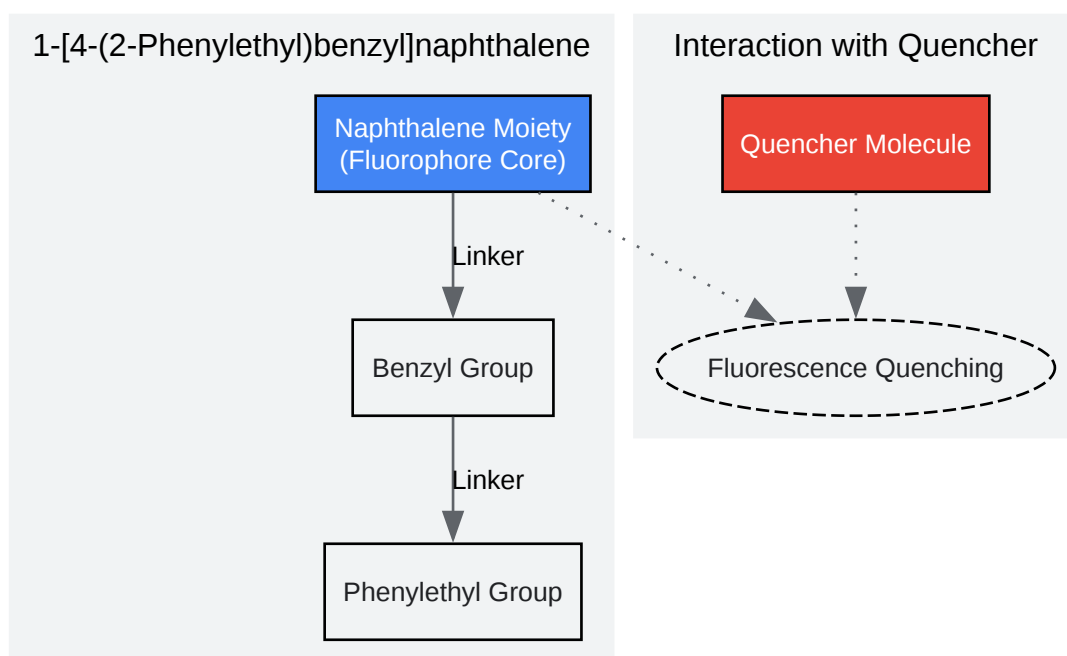 1-[4-(2-Phenylethyl)benzyl]naphthalene
Naphthalene Moiety
(Fluorophore Core)
Linker
Benzyl Group
Linker
Phenylethyl Group
Interaction with Quencher
Quencher Molecule
Fluorescence Quenching